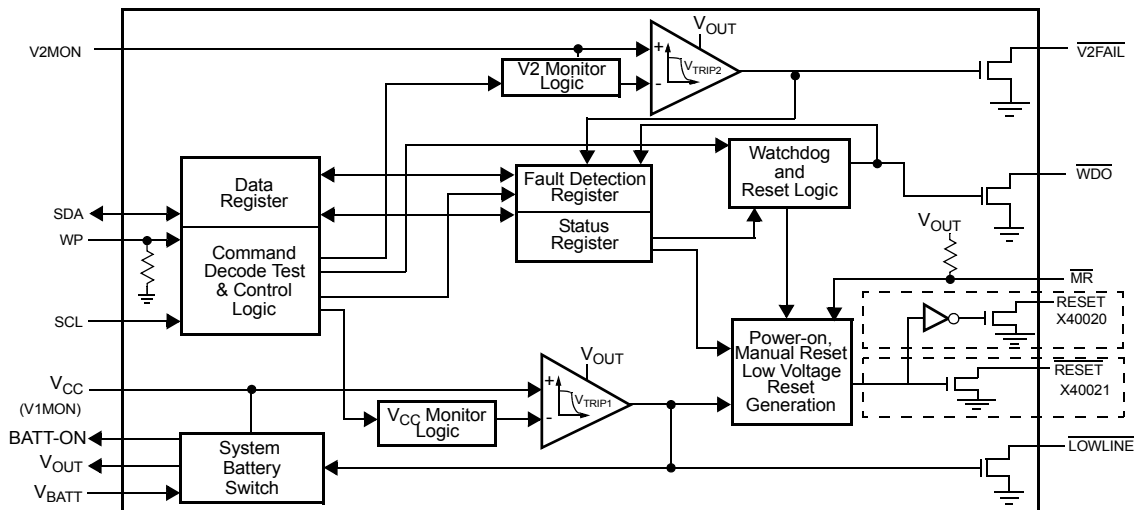 V2MON
V2 Monitor
Logic
+
-
VTRIP2
VOUT
V2FAIL
Data
Register
Fault Detection
Register
Status
Register
Watchdog
and
Reset Logic
WDO
SDA
WP
SCL
Command
Decode Test
& Control
Logic
VOUT
MR
Power-on,
Manual Reset
Low Voltage
Reset
Generation
RESET
X40020
RESET
X40021
VCC
(V1MON)
VCC Monitor
Logic
+
-
VTRIP1
VOUT
BATT-ON
VOUT
VBATT
System
Battery
Switch
LOWLINE